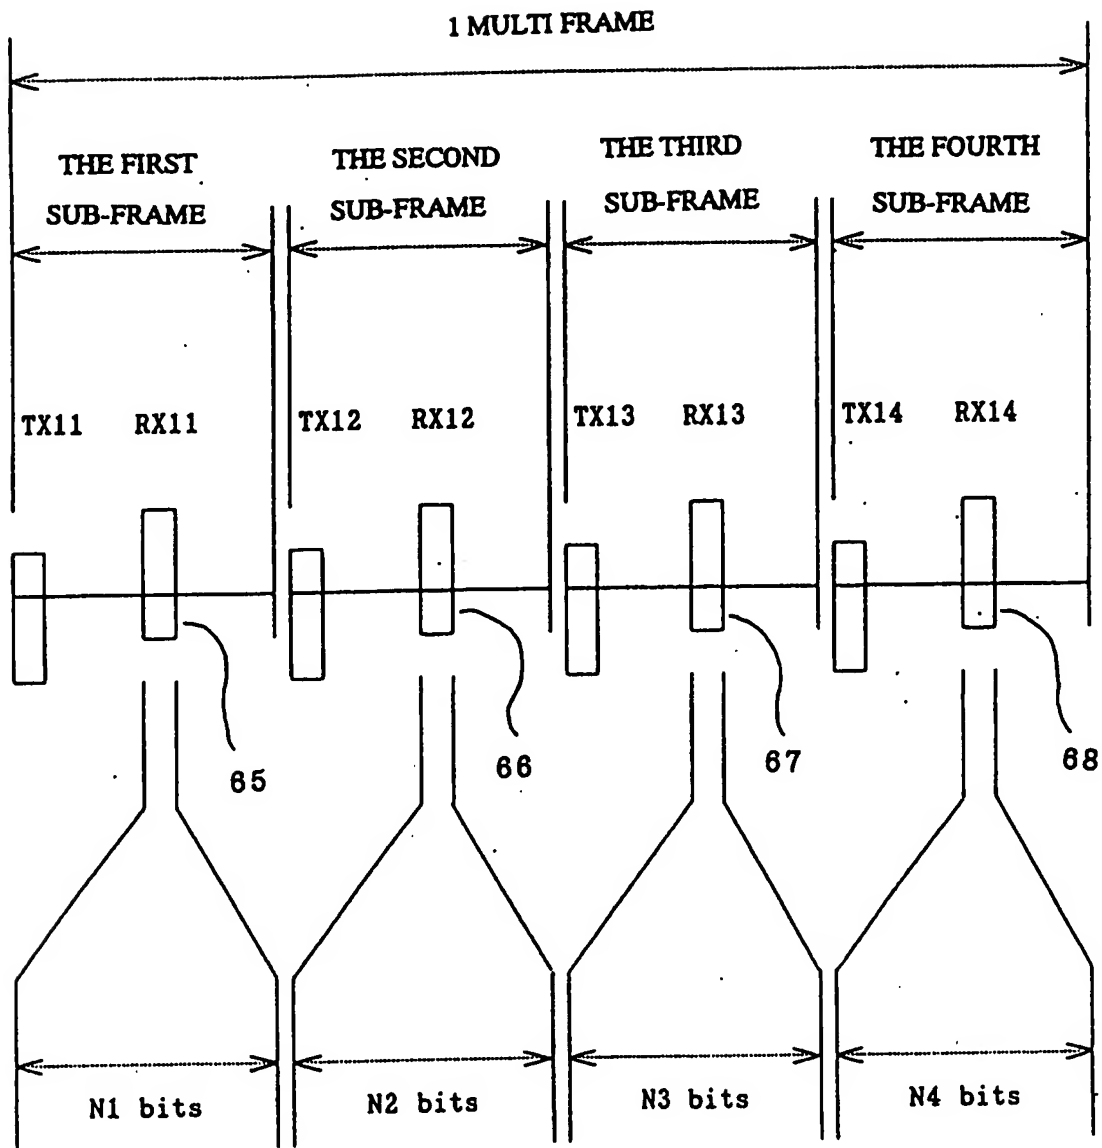 1 MULTI FRAME
THE FIRST
SUB-FRAME
THE SECOND
SUB-FRAME
THE THIRD
SUB-FRAME
THE FOURTH
SUB-FRAME
TX11 RX11 TX12 RX12 TX13 RX13 TX14 RX14
65 66 67 68
N1 bits N2 bits N3 bits N4 bits